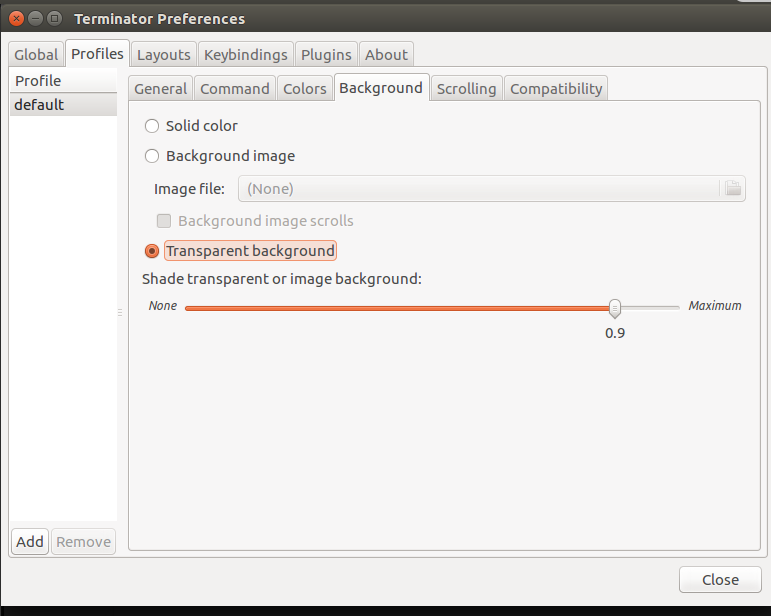 Terminator Preferences
Global Profiles Layouts Keybindings Plugins About
Profile
default
General Command Colors Background Scrolling Compatibility
Solid color
Background image
Image file: (None)
Background image scrolls
Transparent background
Shade transparent or image background:
None Maximum
0.9
Add Remove
Close